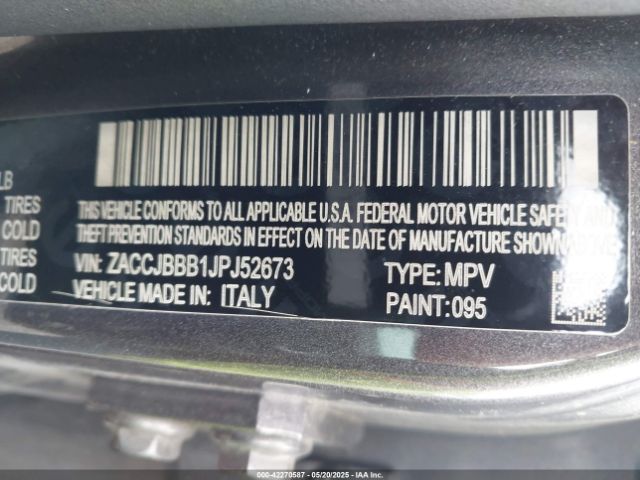 LB
TIRES
COLD
TIRES
COLD
THIS VEHICLE CONFORMS TO ALL APPLICABLE U.S.A. FEDERAL MOTOR VEHICLE SAFETY AND
THEFT PREVENTION STANDARDS IN EFFECT ON THE DATE OF MANUFACTURE SHOWN ABOVE
VIN: ZACCJBBB1JPJ52673 TYPE: MPV
VEHICLE MADE IN: ITALY PAINT:095
000-42270587 - 05/20/2025 - IAAI.com